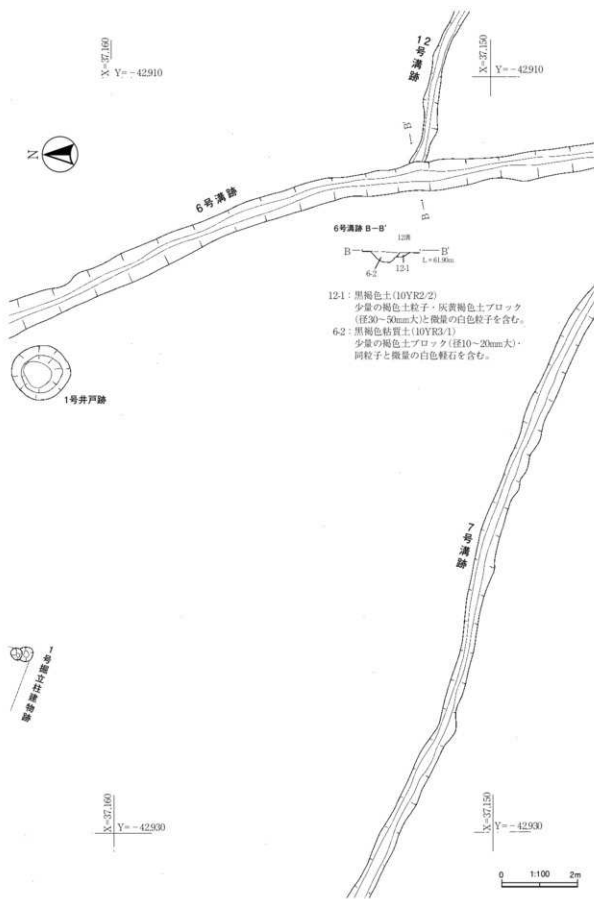 X=37,160
Y=-42,910
12号溝跡
X=37,150
Y=-42,910
N
B'
6号溝跡
B
6号溝跡 B-B'
12溝
B B'
L=61.90m
6-2
12-1
12-1：黒褐色土(10YR2/2)
少量の褐色土粒子・灰黄褐色土ブロック
(径30～50mm大)と微量の白色粒子を含む。
6-2：黒褐色粘質土(10YR3/1)
少量の褐色土ブロック(径10～20mm大)・
同粒子と微量の白色軽石を含む。
1号井戸跡
7号溝跡
1号掘立柱建物跡
X=37,160
Y=-42,930
X=37,150
Y=-42,930
0 1:100 2m